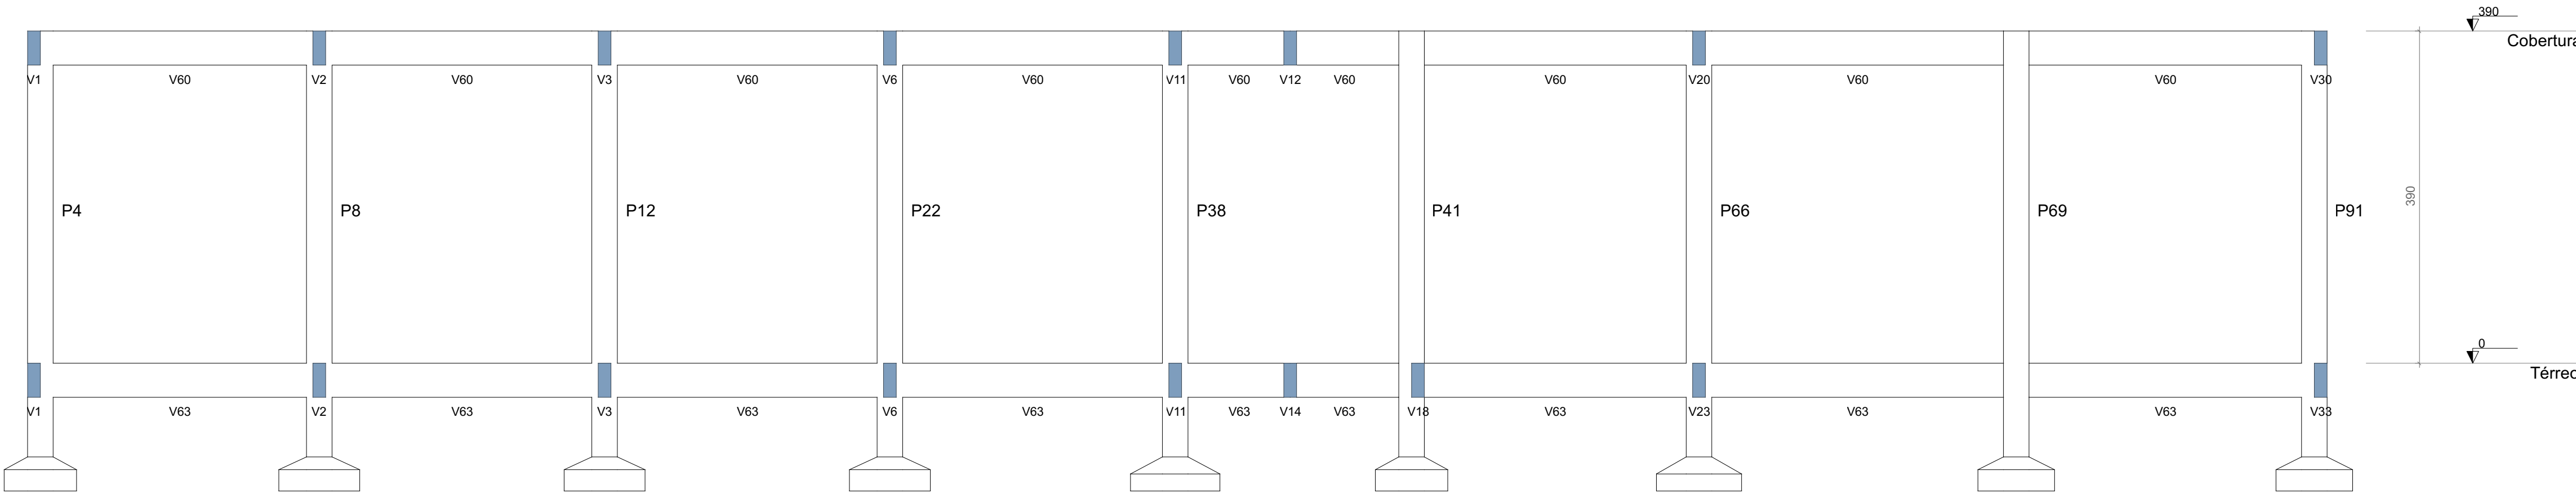 390
Cobertura
V1 V60 V2 V60 V3 V60 V6 V60 V11 V60 V12 V60 V60 V20 V60 V60 V30
P4 P8 P12 P22 P38 P41 P66 P69 P91
390
0
Térreo
V1 V63 V2 V63 V3 V63 V6 V63 V11 V63 V14 V63 V18 V63 V23 V63 V63 V33